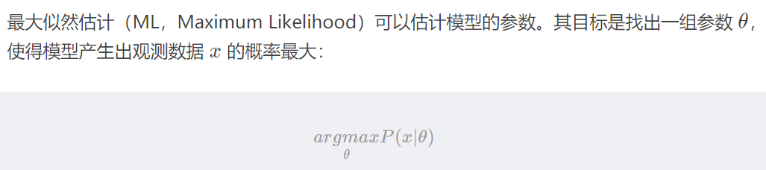 最大似然估计（ML，Maximum Likelihood）可以估计模型的参数。其目标是找出一组参数 θ，
使得模型产生出观测数据 x 的概率最大：
argmaxP(x|θ)
θ